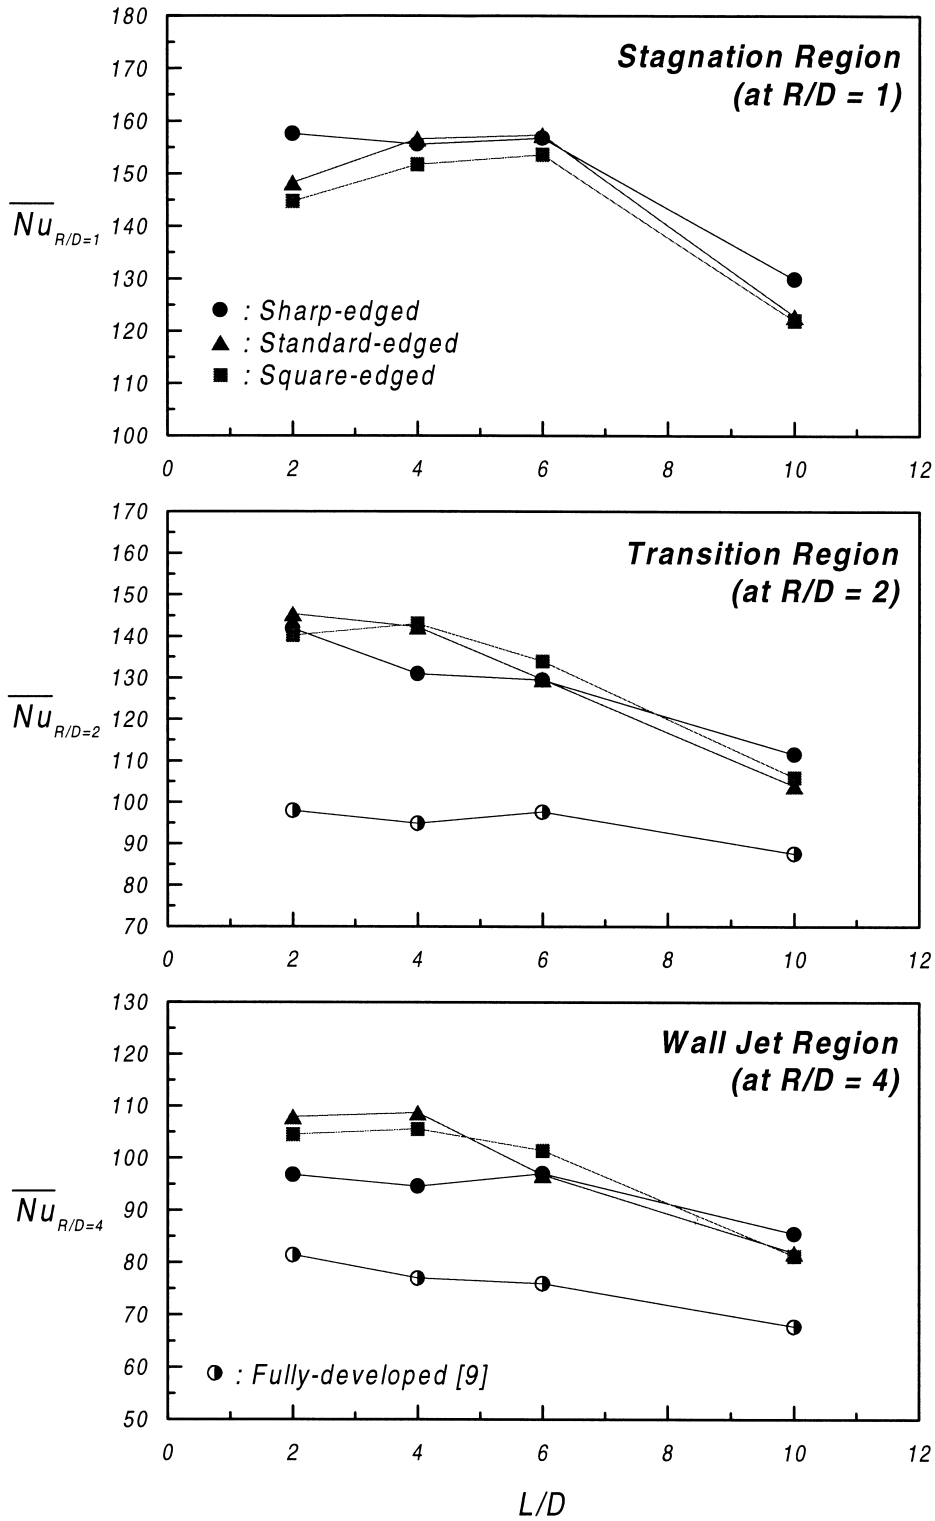 180
170
160
150
140
130
120
110
100
Stagnation Region
(at R/D = 1)
Nu R/D=1
: Sharp-edged
: Standard-edged
: Square-edged
0 2 4 6 8 10 12
170
160
150
140
130
120
110
100
90
80
70
Transition Region
(at R/D = 2)
Nu R/D=2
0 2 4 6 8 10 12
130
120
110
100
90
80
70
60
50
Wall Jet Region
(at R/D = 4)
Nu R/D=4
: Fully-developed [9]
0 2 4 6 8 10 12
L/D